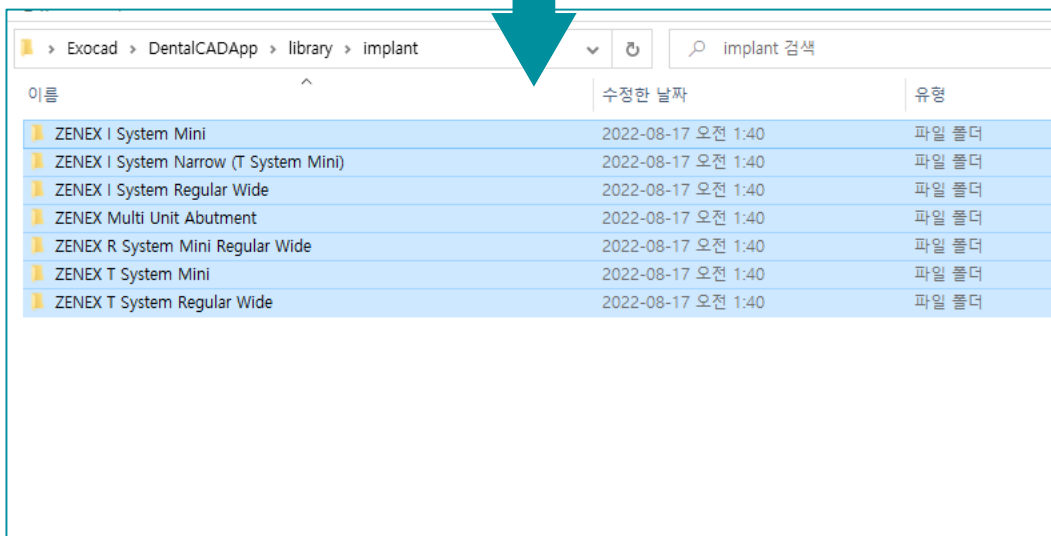 Exocad > DentalCADApp > library > implant
implant 검색
이름 수정한 날짜 유형
ZENEX I System Mini 2022-08-17 오전 1:40 파일 폴더
ZENEX I System Narrow (T System Mini) 2022-08-17 오전 1:40 파일 폴더
ZENEX I System Regular Wide 2022-08-17 오전 1:40 파일 폴더
ZENEX Multi Unit Abutment 2022-08-17 오전 1:40 파일 폴더
ZENEX R System Mini Regular Wide 2022-08-17 오전 1:40 파일 폴더
ZENEX T System Mini 2022-08-17 오전 1:40 파일 폴더
ZENEX T System Regular Wide 2022-08-17 오전 1:40 파일 폴더